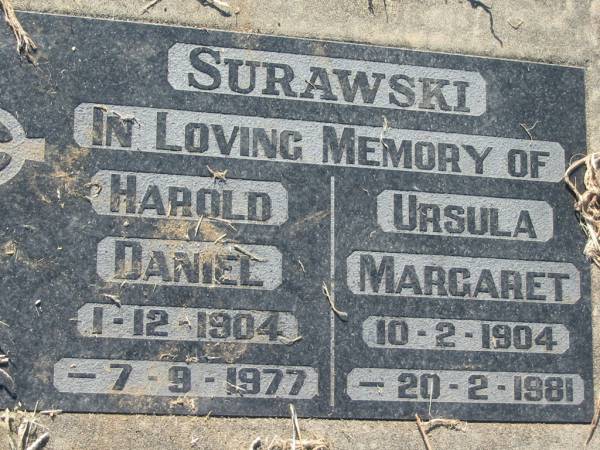 SURAWSKI
IN LOVING MEMORY OF
HAROLD
DANIEL
1-12-1904
-7-9-1977
URSULA
MARGARET
10-2-1904
-20-2-1981